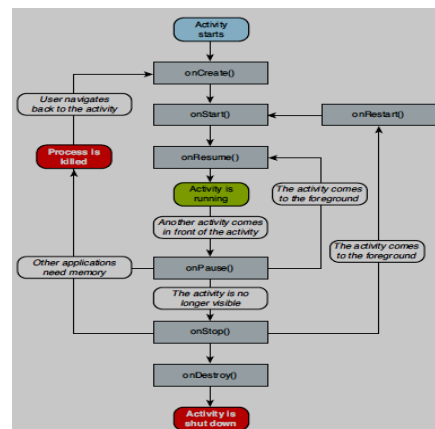 Activity
starts
onCreate()
User navigates
back to the activity
onStart()
onRestart()
Process is
killed
onResume()
Activity is
running
The activity comes
to the foreground
Another activity comes
in front of the activity
The activity comes
to the foreground
Other applications
need memory
onPause()
The activity is no
longer visible
onStop()
onDestroy()
Activity is
shut down